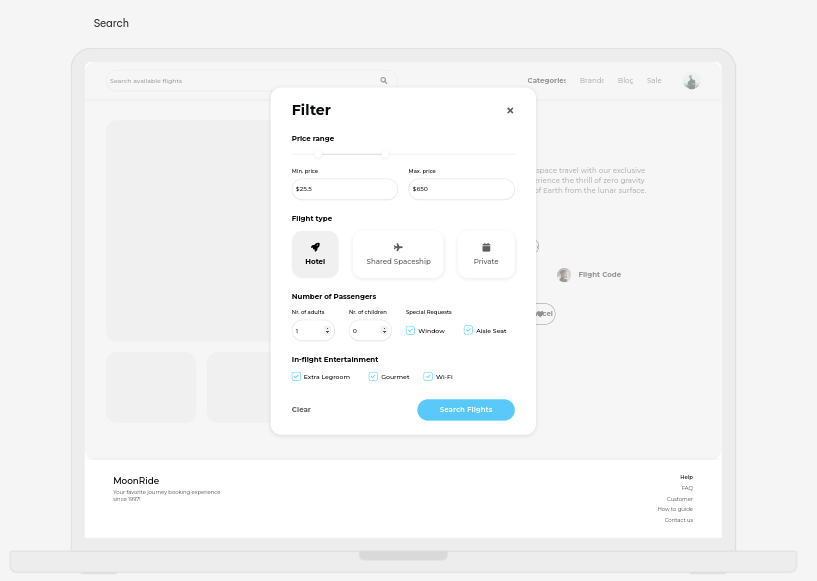 Search
Search available flights
Categories Brands Blog Sale
Filter
Price range
Min. price Max. price
$25.5 $650
Flight type
Hotel Shared Spaceship Private
Number of Passengers
Nr. of adults Nr. of children Special Requests
1 0 Window Aisle Seat
In-flight Entertainment
Extra Legroom Gourmet Wi-Fi
Clear Search Flights
space travel with our exclusive
the thrill of zero gravity
of Earth from the lunar surface.
Flight Code
MoonRide
Your favorite journey booking experience
since 1997!
Help
FAQ
Customer
How to guide
Contact us